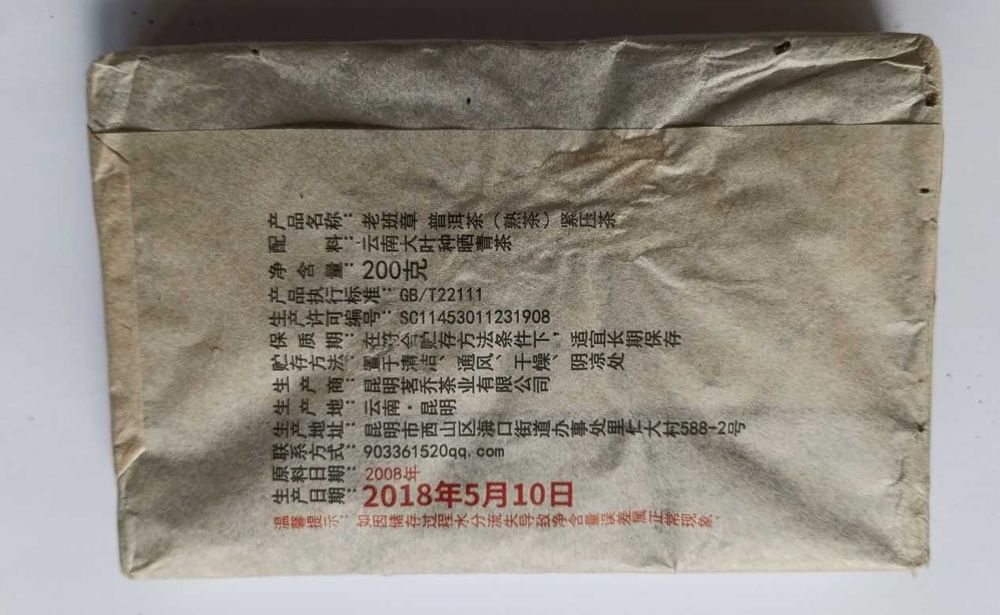 产品名称：老班章 普洱茶（熟茶）紧压茶
配料：云南大叶种晒青茶
净含量：200克
产品执行标准：GB/T22111
生产许可编号：SC11453011231908
保质期：在符合贮存方法条件下，适宜长期保存
贮存方法：置于清洁、通风、干燥、阴凉处
生产商：昆明茗乔茶业有限公司
生产地：云南·昆明
生产地址：昆明市西山区海口街道办事处里仁大村588-2号
联系方式：903361520qq.com
原料日期：2008年
生产日期：2018年5月10日
温馨提示：如因储存过程水分流失导致净含量误差属正常现象。